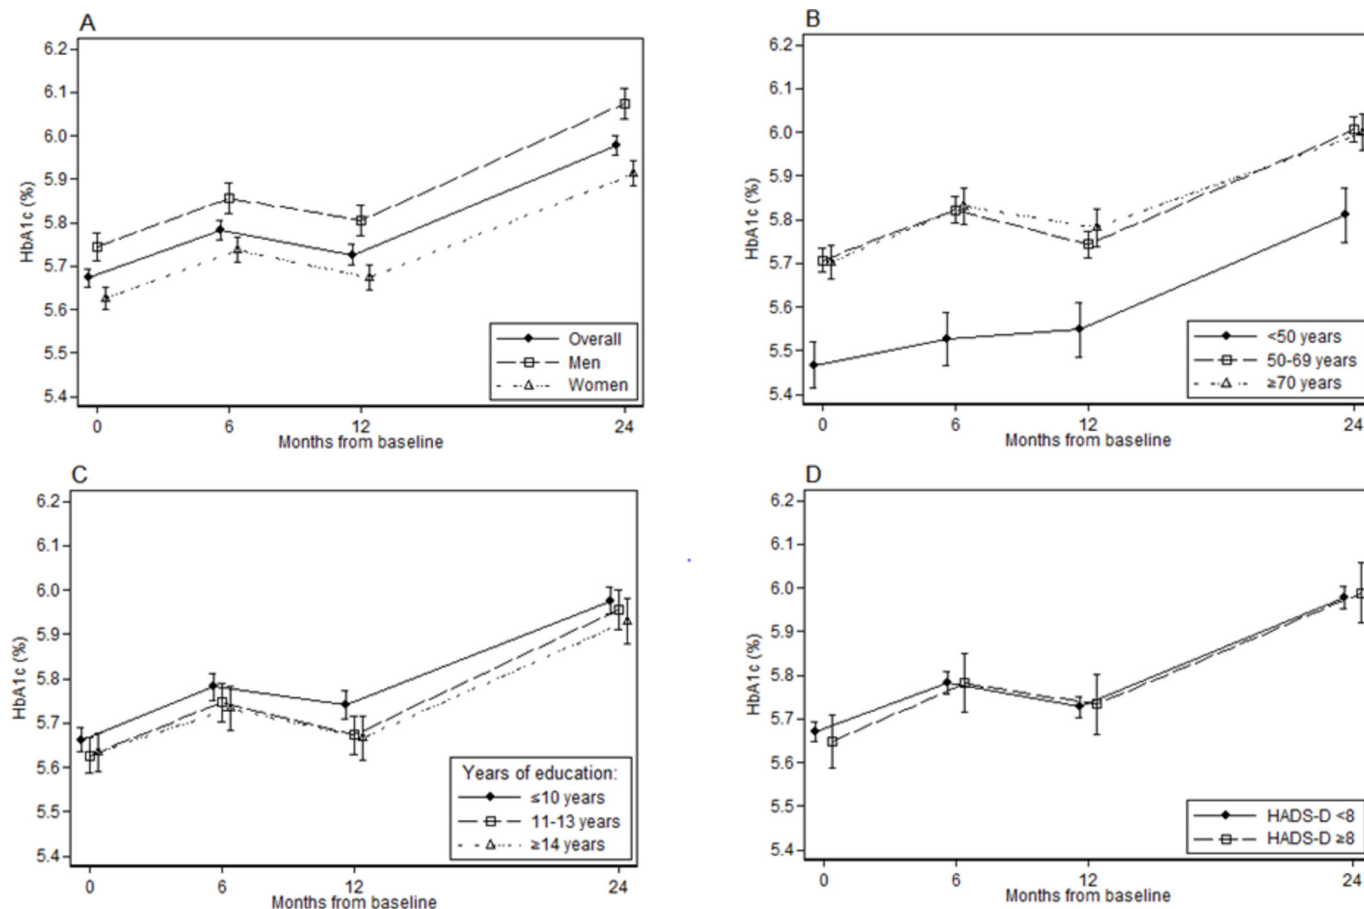 A
HbA1c (%)
6.2
6.1
6.0
5.9
5.8
5.7
5.6
5.5
5.4
Overall
Men
Women
0 6 12 24
Months from baseline
B
HbA1c (%)
6.2
6.1
6.0
5.9
5.8
5.7
5.6
5.5
5.4
<50 years
50-69 years
≥70 years
0 6 12 24
Months from baseline
C
HbA1c (%)
6.2
6.1
6.0
5.9
5.8
5.7
5.6
5.5
5.4
Years of education:
≤10 years
11-13 years
≥14 years
0 6 12 24
Months from baseline
D
HbA1c (%)
6.2
6.1
6.0
5.9
5.8
5.7
5.6
5.5
5.4
HADS-D <8
HADS-D ≥8
0 6 12 24
Months from baseline